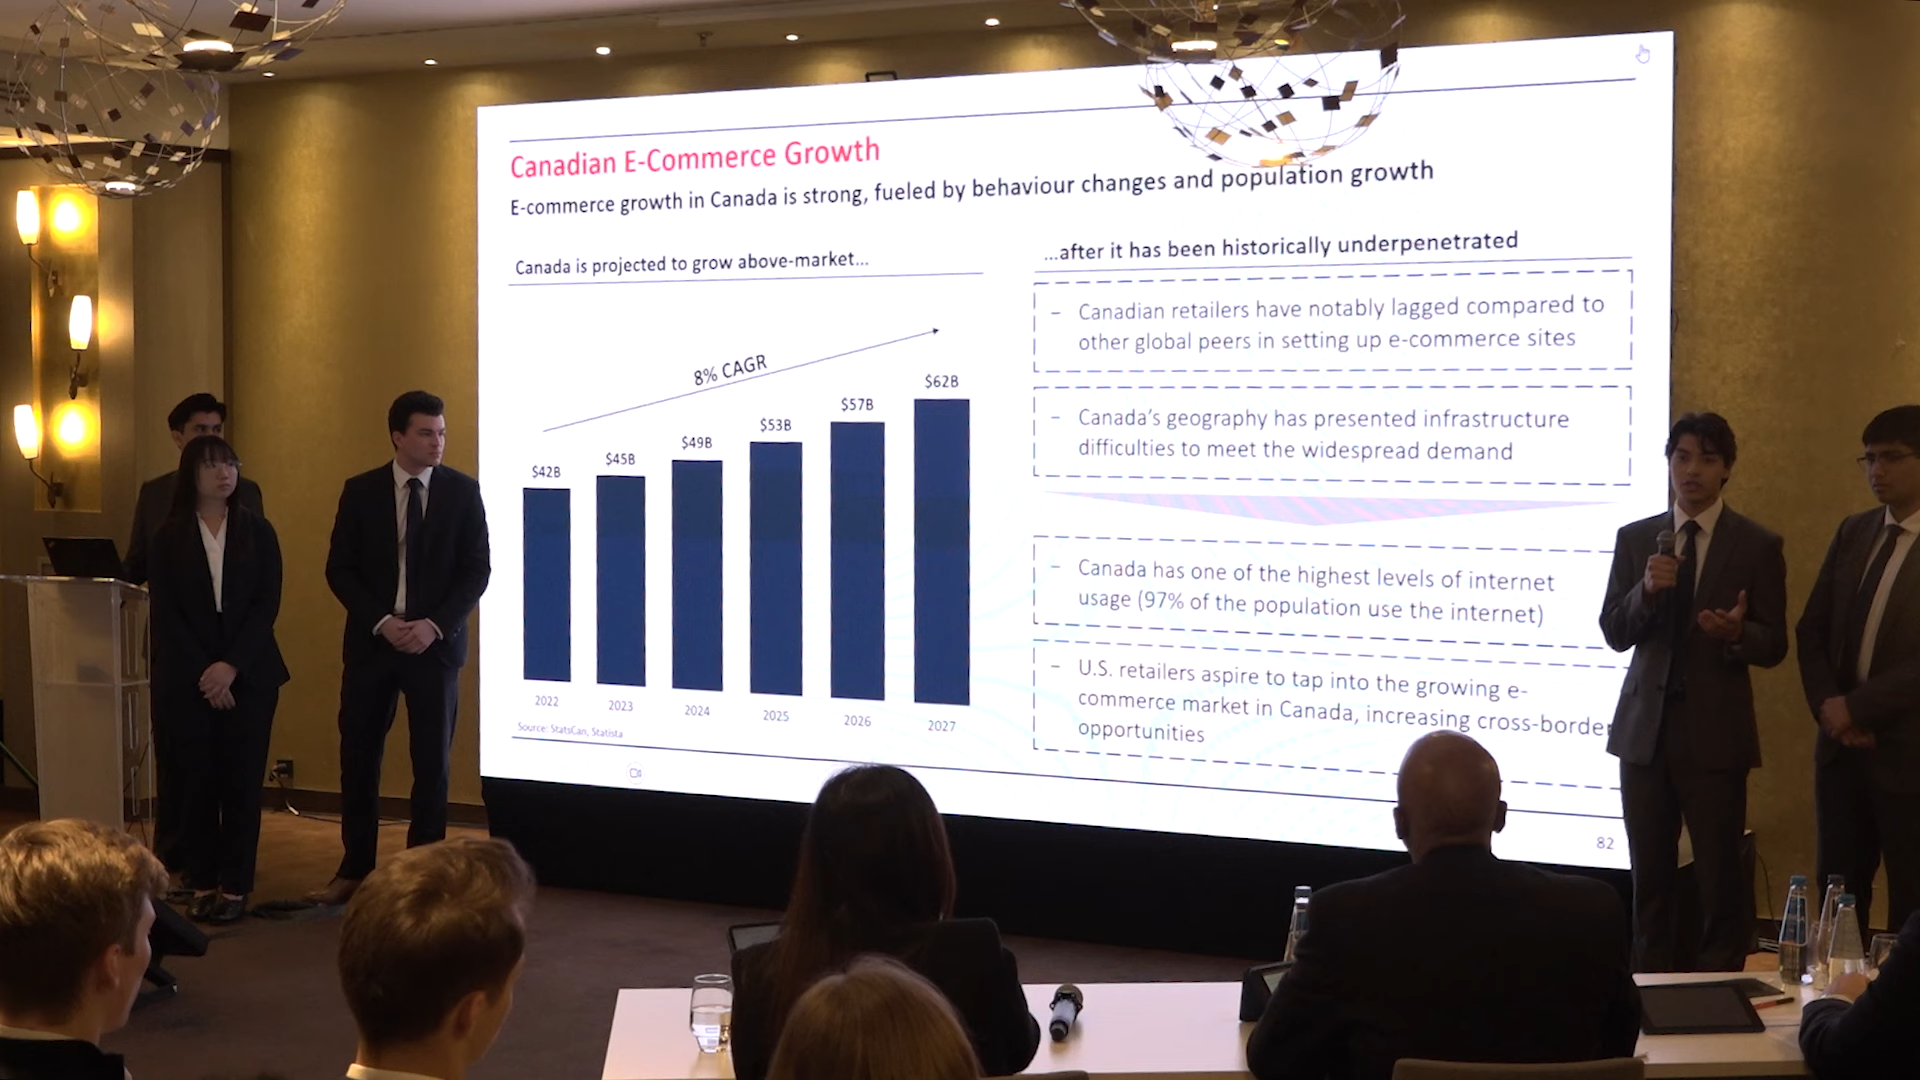 Canadian E-Commerce Growth
E-commerce growth in Canada is strong, fueled by behaviour changes and population growth
Canada is projected to grow above-market...
8% CAGR
$42B
$45B
$49B
$53B
$57B
$62B
2022
2023
2024
2025
2026
2027
Source: StatsCan, Statista
...after it has been historically underpenetrated
– Canadian retailers have notably lagged compared to
other global peers in setting up e-commerce sites
– Canada's geography has presented infrastructure
difficulties to meet the widespread demand
– Canada has one of the highest levels of internet
usage (97% of the population use the internet)
– U.S. retailers aspire to tap into the growing e-
commerce market in Canada, increasing cross-border
opportunities
82